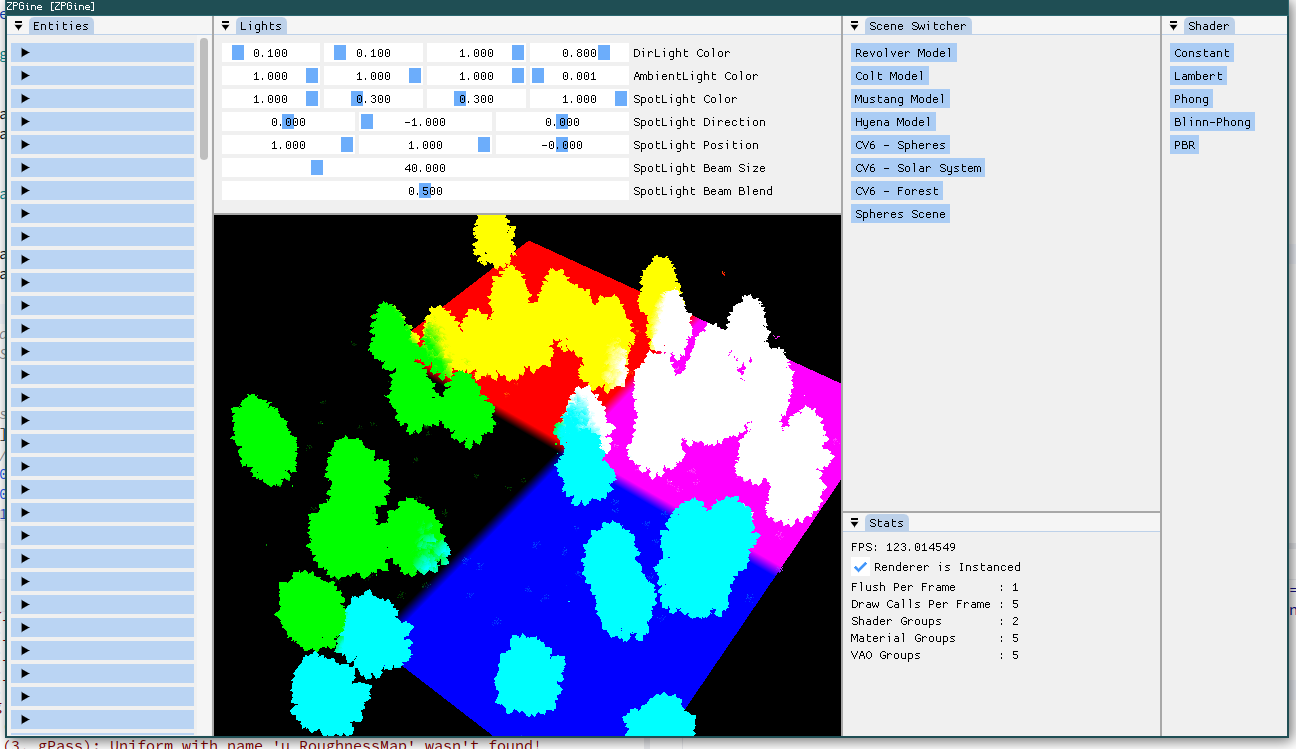 ZPGine [ZPGine]
Entities
Lights
0.100 0.100 1.000 0.800 DirLight Color
1.000 1.000 1.000 0.001 AmbientLight Color
1.000 0.300 0.300 1.000 SpotLight Color
0.000 -1.000 0.000 SpotLight Direction
1.000 1.000 -0.000 SpotLight Position
40.000 SpotLight Beam Size
0.500 SpotLight Beam Blend
Scene Switcher
Revolver Model
Colt Model
Mustang Model
Hyena Model
CV6 - Spheres
CV6 - Solar System
CV6 - Forest
Spheres Scene
Stats
FPS: 123.014549
Renderer is Instanced
Flush Per Frame : 1
Draw Calls Per Frame : 5
Shader Groups : 2
Material Groups : 5
VAO Groups : 5
Shader
Constant
Lambert
Phong
Blinn-Phong
PBR
(3, gPass): Uniform with name 'u_RoughnessMap' wasn't found!